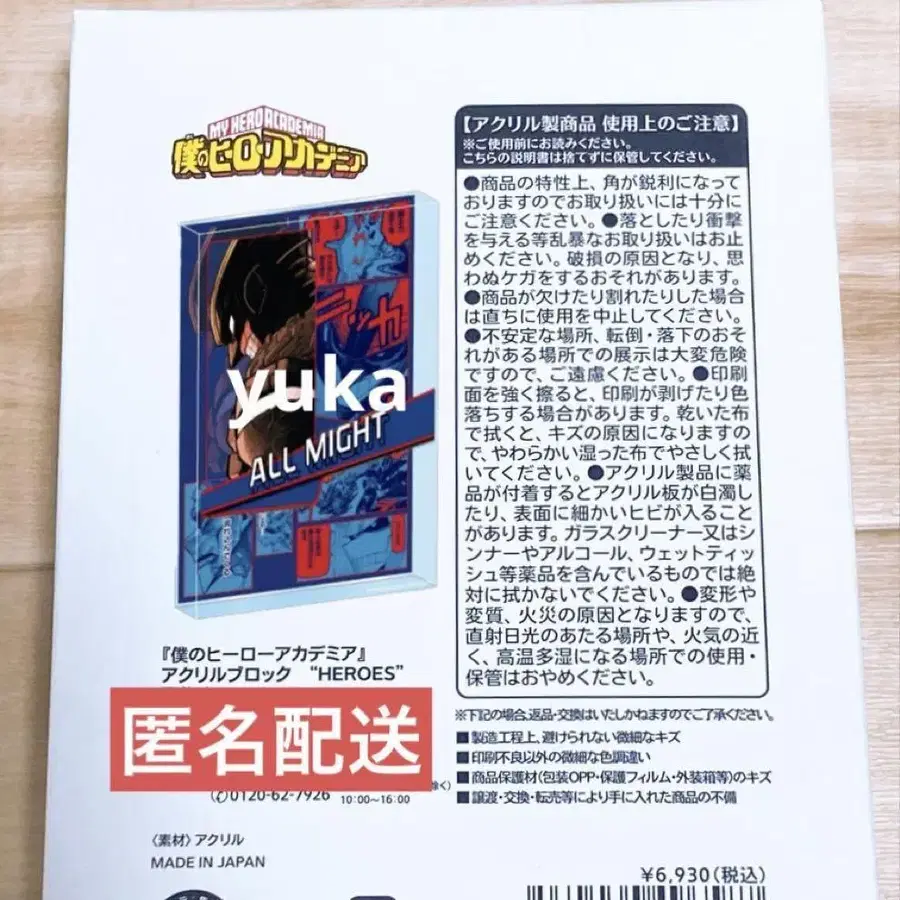 MY HERO ACADEMIA
僕のヒーローアカデミア
yuka
ALL MIGHT
『僕のヒーローアカデミア』
アクリルブロック “HEROES”
匿名配送
0120-62-7926
10:00~16:00
〈素材〉アクリル
MADE IN JAPAN
【アクリル製商品 使用上のご注意】
※ご使用前にお読みください。
こちらの説明書は捨てずに保管してください。
●商品の特性上、角が鋭利になって
おりますのでお取り扱いには十分に
ご注意ください。●落としたり衝撃
を与える等乱暴なお取り扱いはお止
めください。破損の原因となり、思
わぬケガをするおそれがあります。
●商品が欠けたり割れたりした場合
は直ちに使用を中止してください。
●不安定な場所、転倒・落下のおそ
れがある場所での展示は大変危険
ですので、ご遠慮ください。●印刷
面を強く擦ると、印刷が剥げたり色
落ちする場合があります。乾いた布
で拭くと、キズの原因になりますの
で、やわらかい湿った布でやさしく拭
いてください。●アクリル製品に薬
品が付着するとアクリル板が白濁し
たり、表面に細かいヒビが入ること
があります。ガラスクリーナー又はシ
ンナーやアルコール、ウェットティッ
シュ等薬品を含んでいるものでは絶
対に拭かないでください。●変形や
変質、火災の原因となりますので、
直射日光のあたる場所や、火気の近
く、高温多湿になる場所での使用・
保管はおやめください。
※下記の場合、返品・交換はいたしかねますのでご了承ください。
■製造工程上、避けられない微細なキズ
■印刷不良以外の微細な色調違い
■商品保護材(包装OPP・保護フィルム・外装箱等)のキズ
■譲渡・交換・転売等により手に入れた商品の不備
¥6,930(税込)